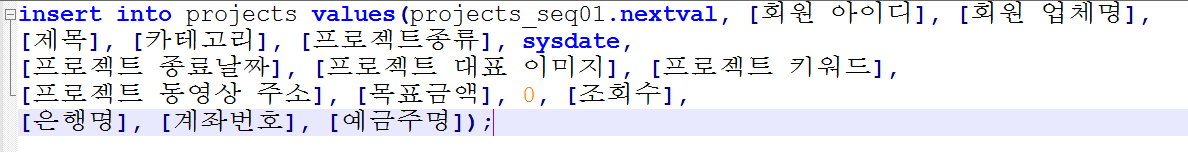 insert into projects values(projects_seq01.nextval, [회원 아이디], [회원 업체명],
[제목], [카테고리], [프로젝트종류], sysdate,
[프로젝트 종료날짜], [프로젝트 대표 이미지], [프로젝트 키워드],
[프로젝트 동영상 주소], [목표금액], 0, [조회수],
[은행명], [계좌번호], [예금주명]);